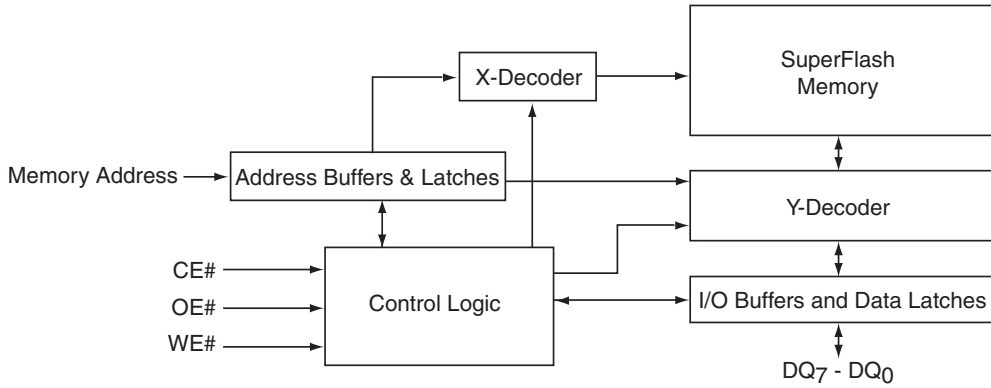 SuperFlash
Memory
X-Decoder
Memory Address
Address Buffers & Latches
Y-Decoder
CE#
OE#
WE#
Control Logic
I/O Buffers and Data Latches
DQ7 - DQ0